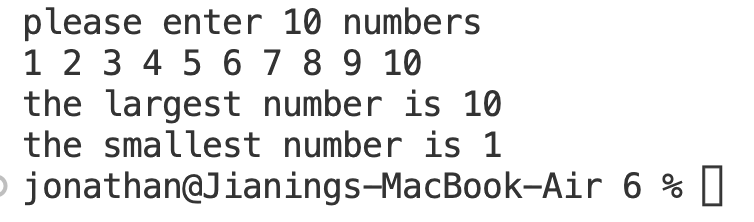 please enter 10 numbers
1 2 3 4 5 6 7 8 9 10
the largest number is 10
the smallest number is 1
jonathan@Jianings-MacBook-Air 6 %